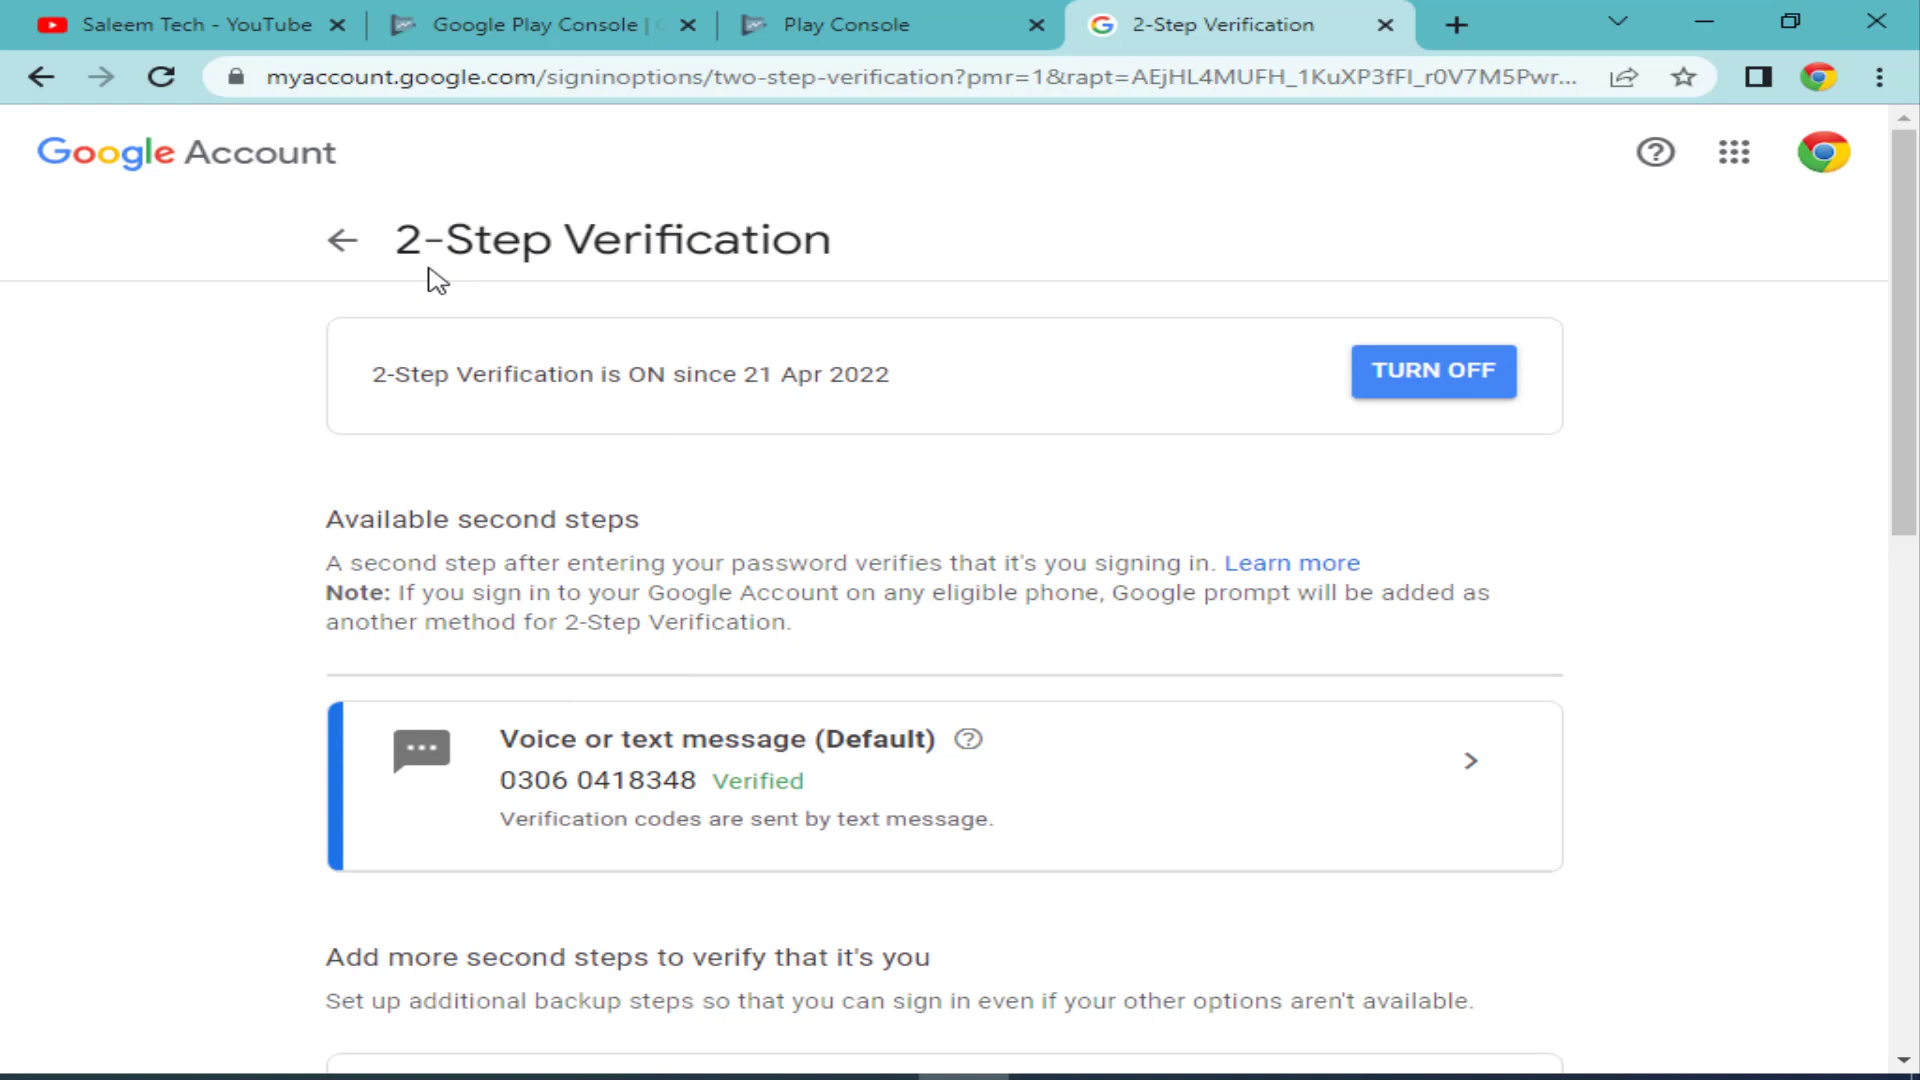 Saleem Tech - YouTube
Google Play Console |
Play Console
2-Step Verification
myaccount.google.com/signinoptions/two-step-verification?pmr=1&rapt=AEjHL4MUFH_1KuXP3fFI_r0V7M5Pwr...
Google Account
2-Step Verification
2-Step Verification is ON since 21 Apr 2022
TURN OFF
Available second steps
A second step after entering your password verifies that it's you signing in. Learn more
Note: If you sign in to your Google Account on any eligible phone, Google prompt will be added as
another method for 2-Step Verification.
Voice or text message (Default)
0306 0418348 Verified
Verification codes are sent by text message.
Add more second steps to verify that it's you
Set up additional backup steps so that you can sign in even if your other options aren't available.